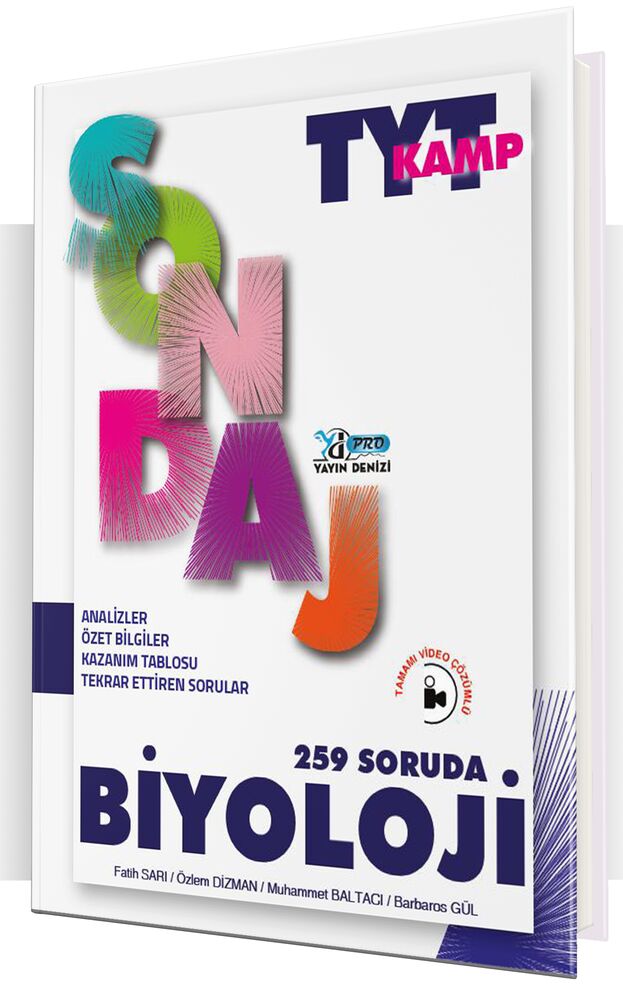 TYT
KAMP
SONDAJ
yd PRO
YAYIN DENİZİ
ANALİZLER
ÖZET BİLGİLER
KAZANIM TABLOSU
TEKRAR ETTİREN SORULAR
TAMAMI VİDEO ÇÖZÜMLÜ
259 SORUDA
BİYOLOJİ
Fatih SARI / Özlem DİZMAN / Muhammet BALTACI / Barbaros GÜL